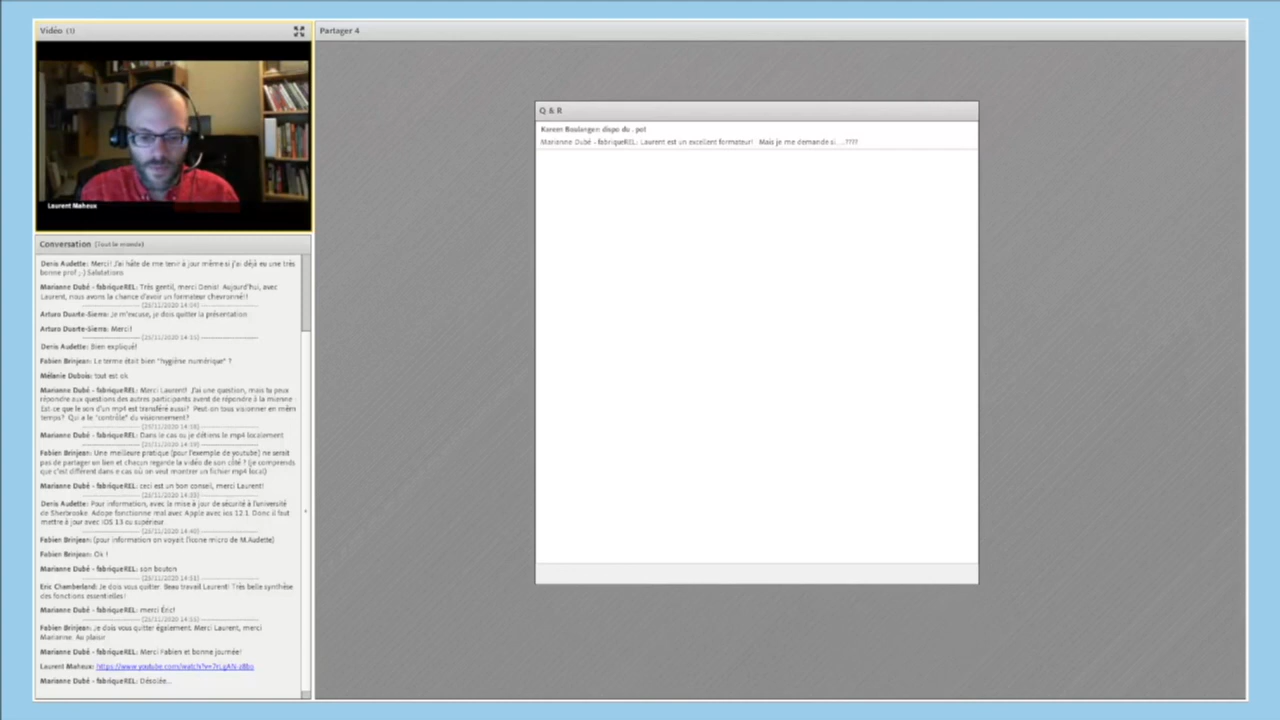 Vidéo (1)
Laurent Maheux
Conversation (Tout le monde)
Denis Audette: Merci! J'ai hâte de me tenir à jour même si j'ai déjà eu une très
bonne prof ;-) Salutations
Marianne Dubé - fabriqueREL: Très gentil, merci Denis! Aujourd'hui, avec
Laurent, nous avons la chance d'avoir un formateur chevronné!!
Arturo Duarte-Sierra: Je m'excuse, je dois quitter la présentation
Arturo Duarte-Sierra: Merci!
Denis Audette: Bien expliqué!
Fabien Brinjean: Le terme était bien "hygiène numérique" ?
Mélanie Dubois: tout est ok
Marianne Dubé - fabriqueREL: Merci Laurent! J'ai une question, mais tu peux
répondre aux questions des autres participants avant de répondre à la mienne
Est-ce que le son d'un mp4 est transféré aussi? Peut-on tous visionner en mêm
temps? Qui a le "contrôle" du visionnement?
Marianne Dubé - fabriqueREL: Dans le cas ou je détiens le mp4 localement
Fabien Brinjean: Une meilleure pratique (pour l'exemple de youtube) ne serait
pas de partager un lien et chacun regarde la vidéo de son côté ? (je comprends
que c'est différent dans e cas où on veut montrer un fichier mp4 local)
Marianne Dubé - fabriqueREL: ceci est un bon conseil, merci Laurent!
Denis Audette: Pour information, avec la mise à jour de sécurité à l'université
de Sherbrooke. Adope fonctionne mal avec Apple avec ios 12.1. Donc il faut
mettre à jour avec IOS 13 ou supérieur
Fabien Brinjean: (pour information on voyait l'icone micro de M.Audette)
Fabien Brinjean: Ok !
Marianne Dubé - fabriqueREL: son bouton
Eric Chamberland: Je dois vous quitter. Beau travail Laurent! Très belle synthèse
des fonctions essentielles!
Marianne Dubé - fabriqueREL: merci Éric!
Fabien Brinjean: Je dois vous quitter également. Merci Laurent, merci
Marianne. Au plaisir
Marianne Dubé - fabriqueREL: Merci Fabien et bonne journée!
Laurent Maheux:
Marianne Dubé - fabriqueREL: Désolée...
Partager 4
Q & R
Kareen Boulanger: dispo du . pot
Marianne Dubé - fabriqueREL: Laurent est un excellent formateur! Mais je me demande si....????